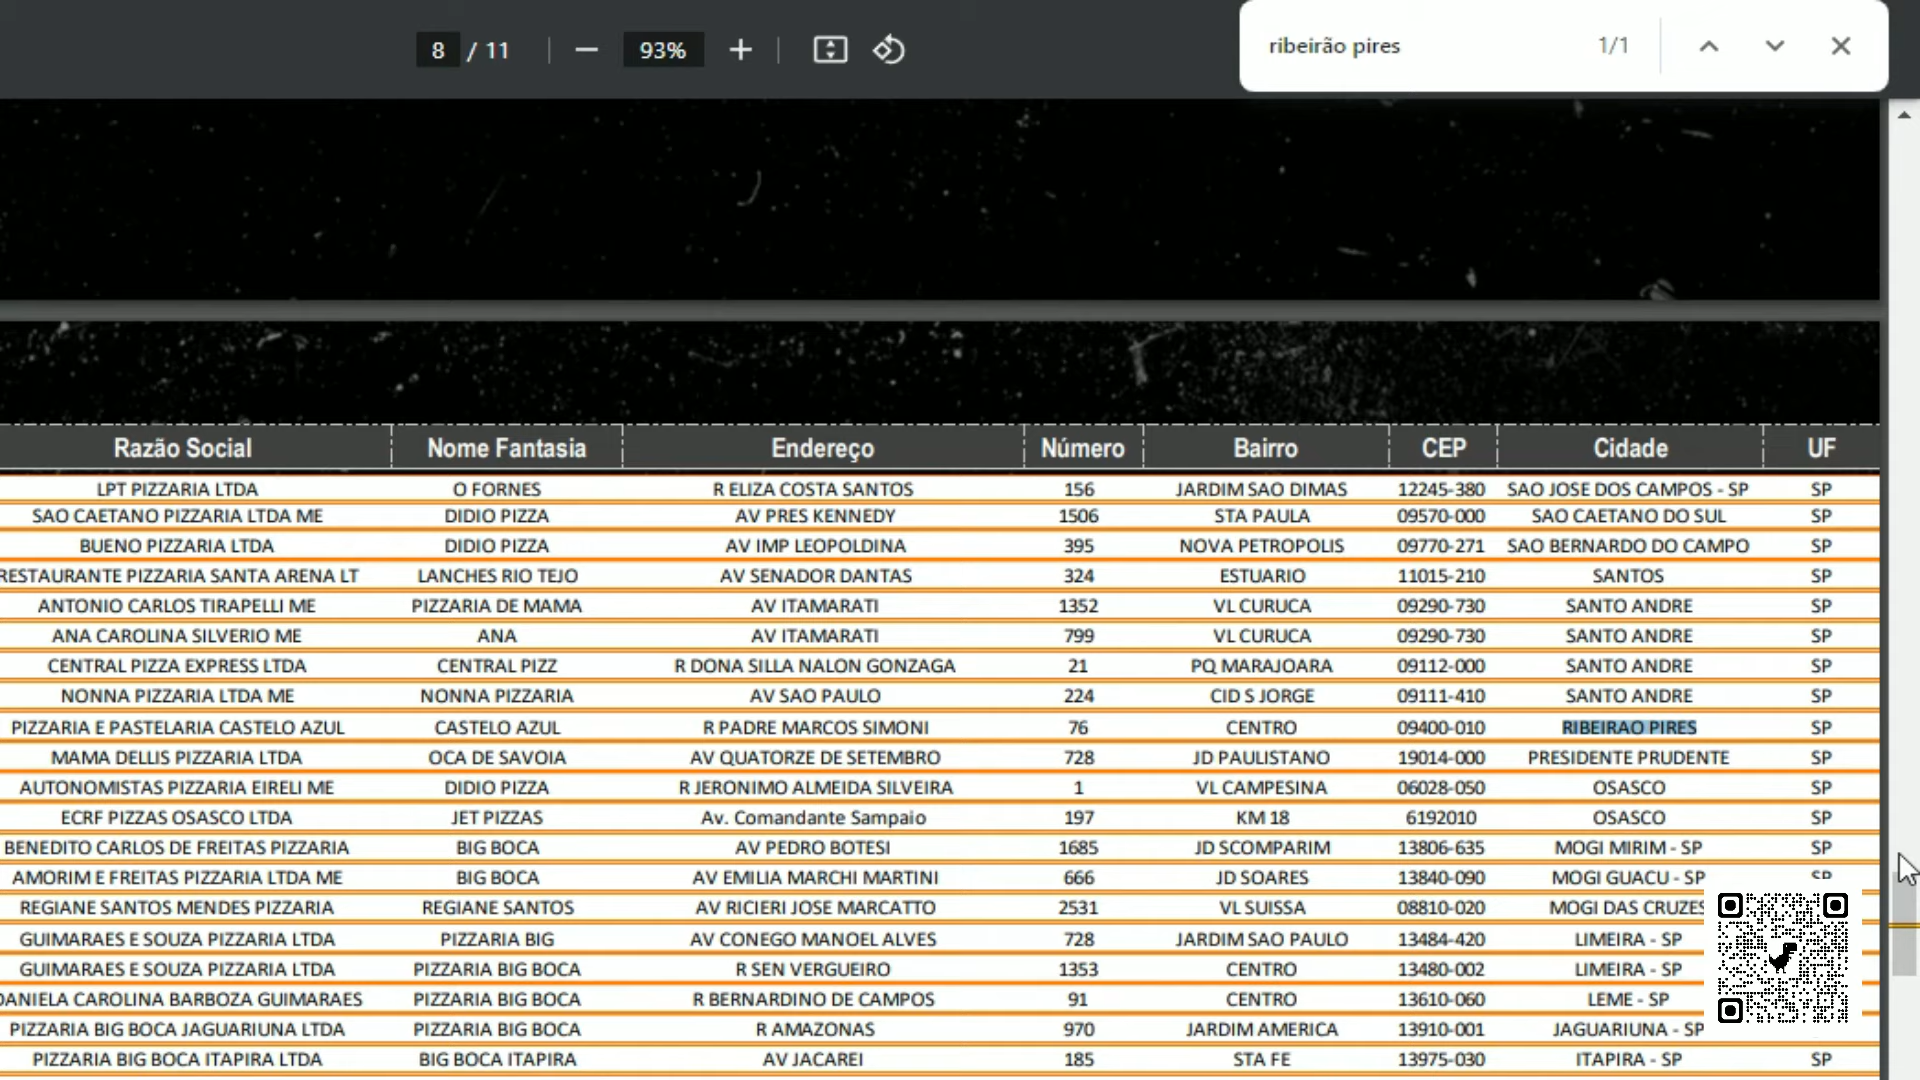 8 / 11 93% ribeirão pires 1/1
Razão Social Nome Fantasia Endereço Número Bairro CEP Cidade UF
LPT PIZZARIA LTDA O FORNES R ELIZA COSTA SANTOS 156 JARDIM SAO DIMAS 12245-380 SAO JOSE DOS CAMPOS - SP SP
SAO CAETANO PIZZARIA LTDA ME DIDIO PIZZA AV PRES KENNEDY 1506 STA PAULA 09570-000 SAO CAETANO DO SUL SP
BUENO PIZZARIA LTDA DIDIO PIZZA AV IMP LEOPOLDINA 395 NOVA PETROPOLIS 09770-271 SAO BERNARDO DO CAMPO SP
RESTAURANTE PIZZARIA SANTA ARENA LT LANCHES RIO TEJO AV SENADOR DANTAS 324 ESTUARIO 11015-210 SANTOS SP
ANTONIO CARLOS TIRAPELLI ME PIZZARIA DE MAMA AV ITAMARATI 1352 VL CURUCA 09290-730 SANTO ANDRE SP
ANA CAROLINA SILVERIO ME ANA AV ITAMARATI 799 VL CURUCA 09290-730 SANTO ANDRE SP
CENTRAL PIZZA EXPRESS LTDA CENTRAL PIZZ R DONA SILLA NALON GONZAGA 21 PQ MARAJOARA 09112-000 SANTO ANDRE SP
NONNA PIZZARIA LTDA ME NONNA PIZZARIA AV SAO PAULO 224 CID S JORGE 09111-410 SANTO ANDRE SP
PIZZARIA E PASTELARIA CASTELO AZUL CASTELO AZUL R PADRE MARCOS SIMONI 76 CENTRO 09400-010 RIBEIRAO PIRES SP
MAMA DELLIS PIZZARIA LTDA OCA DE SAVOIA AV QUATORZE DE SETEMBRO 728 JD PAULISTANO 19014-000 PRESIDENTE PRUDENTE SP
AUTONOMISTAS PIZZARIA EIRELI ME DIDIO PIZZA R JERONIMO ALMEIDA SILVEIRA 1 VL CAMPESINA 06028-050 OSASCO SP
ECRF PIZZAS OSASCO LTDA JET PIZZAS Av. Comandante Sampaio 197 KM 18 6192010 OSASCO SP
BENEDITO CARLOS DE FREITAS PIZZARIA BIG BOCA AV PEDRO BOTESI 1685 JD SCOMPARIM 13806-635 MOGI MIRIM - SP SP
AMORIM E FREITAS PIZZARIA LTDA ME BIG BOCA AV EMILIA MARCHI MARTINI 666 JD SOARES 13840-090 MOGI GUACU - SP SP
REGIANE SANTOS MENDES PIZZARIA REGIANE SANTOS AV RICIERI JOSE MARCATTO 2531 VL SUISSA 08810-020 MOGI DAS CRUZES
GUIMARAES E SOUZA PIZZARIA LTDA PIZZARIA BIG AV CONEGO MANOEL ALVES 728 JARDIM SAO PAULO 13484-420 LIMEIRA - SP
GUIMARAES E SOUZA PIZZARIA LTDA PIZZARIA BIG BOCA R SEN VERGUEIRO 1353 CENTRO 13480-002 LIMEIRA - SP
DANIELA CAROLINA BARBOZA GUIMARAES PIZZARIA BIG BOCA R BERNARDINO DE CAMPOS 91 CENTRO 13610-060 LEME - SP
PIZZARIA BIG BOCA JAGUARIUNA LTDA PIZZARIA BIG BOCA R AMAZONAS 970 JARDIM AMERICA 13910-001 JAGUARIUNA - SP
PIZZARIA BIG BOCA ITAPIRA LTDA BIG BOCA ITAPIRA AV JACAREI 185 STA FE 13975-030 ITAPIRA - SP SP